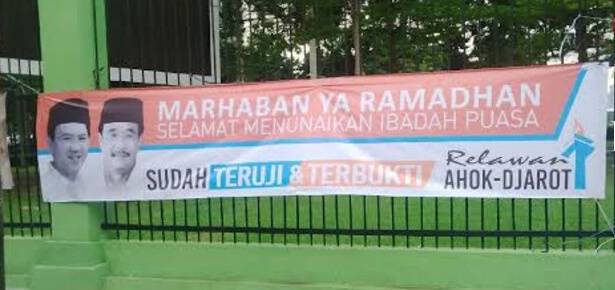 MARHABAN YA RAMADHAN
SELAMAT MENUNAIKAN IBADAH PUASA
SUDAH TERUJI & TERBUKTI
Relawan
AHOK-DJAROT